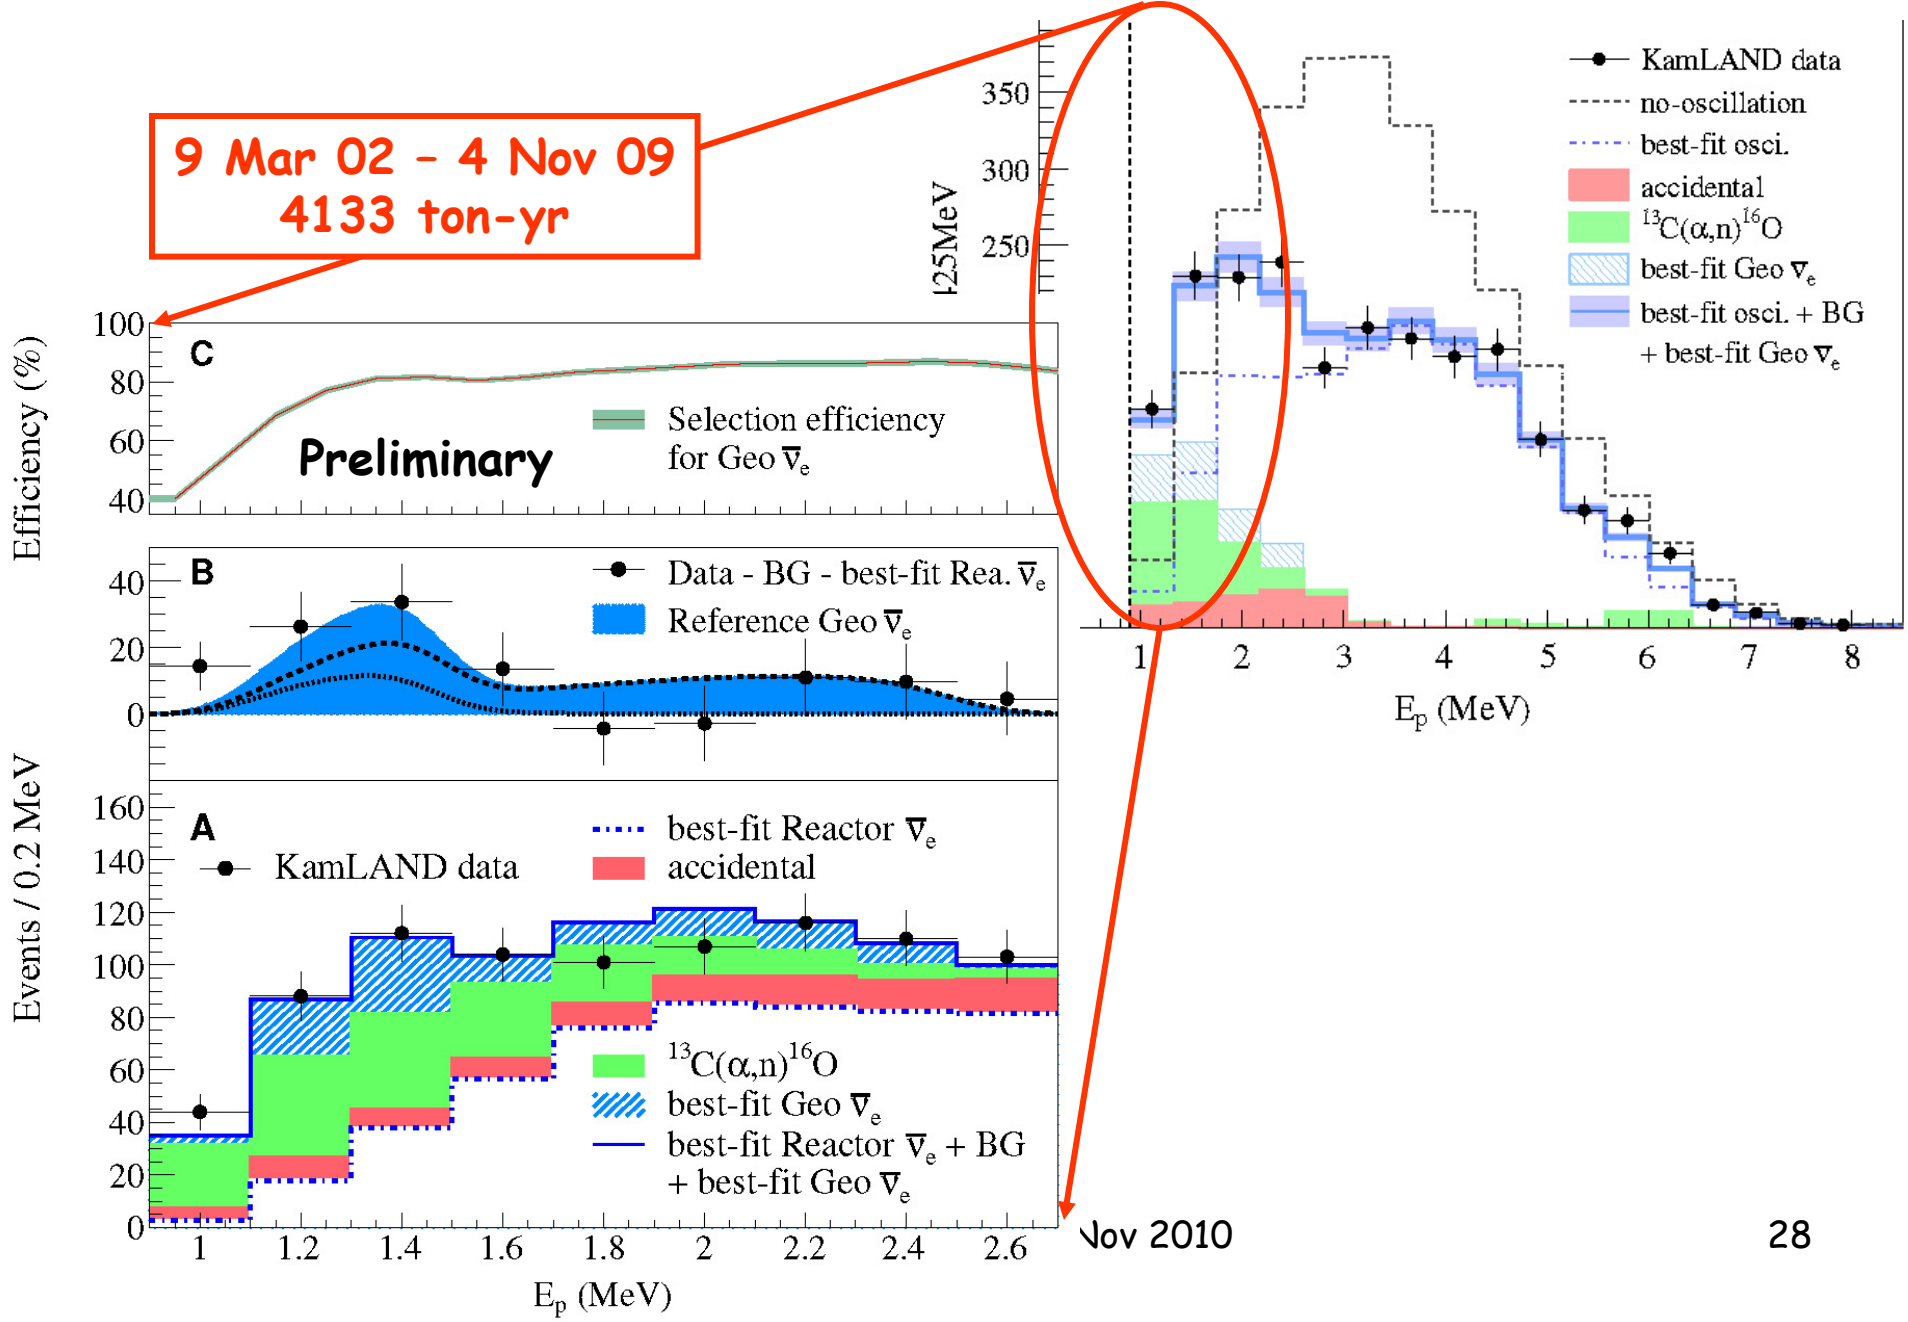 9 Mar 02 – 4 Nov 09
4133 ton-yr
Efficiency (%)
100
80
60
40
C
Preliminary
Selection efficiency
for Geo ν̅ₑ
40
20
0
B
Data - BG - best-fit Rea. ν̅ₑ
Reference Geo ν̅ₑ
Events / 0.2 MeV
160
140
120
100
80
60
40
20
0
A
KamLAND data
best-fit Reactor ν̅ₑ
accidental
¹³C(α,n)¹⁶O
best-fit Geo ν̅ₑ
best-fit Reactor ν̅ₑ + BG
+ best-fit Geo ν̅ₑ
1 1.2 1.4 1.6 1.8 2 2.2 2.4 2.6
Eₚ (MeV)
350
300
250
25MeV
KamLAND data
no-oscillation
best-fit osci.
accidental
¹³C(α,n)¹⁶O
best-fit Geo ν̅ₑ
best-fit osci. + BG
+ best-fit Geo ν̅ₑ
1 2 3 4 5 6 7 8
Eₚ (MeV)
Nov 2010
28